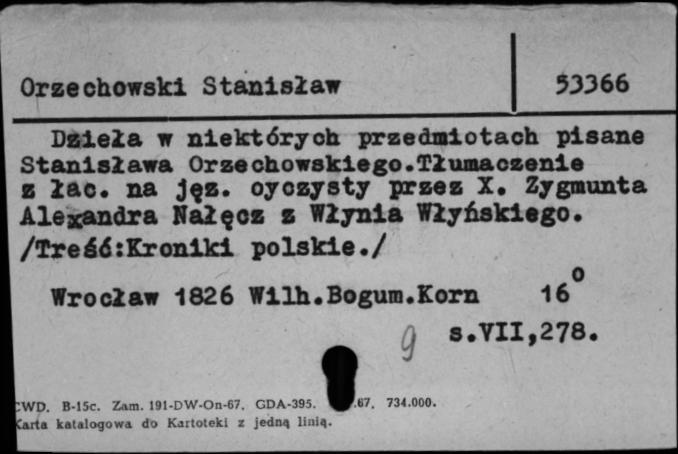 Orzechowski Stanisław 53366
Dzieła w niektórych przedmiotach pisane
Stanisława Orzechowskiego.Tłumaczenie
z łac. na jęz. oyczysty przez X. Zygmunta
Alexandra Nałęcz z Włynia Włyńskiego.
/Treść:Kroniki polskie./
Wrocław 1826 Wilh.Bogum.Korn 16⁰
9 s.VII,278.
CWD. B-15c. Zam. 191-DW-On-67. GDA-395. .67. 734.000.
Karta katalogowa do Kartoteki z jedną linią.